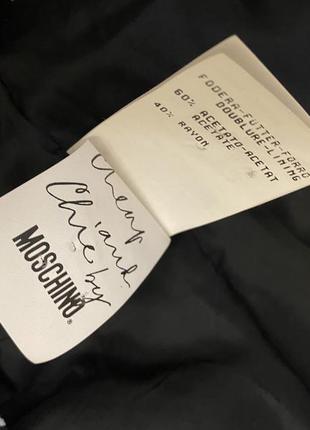 FODERA-FUTTER-FORRO
DOUBLURE-LINING
60% ACETATO-ACETAT
ACETATE
40% RAYON
Cheap
and
Chic by
MOSCHINO®